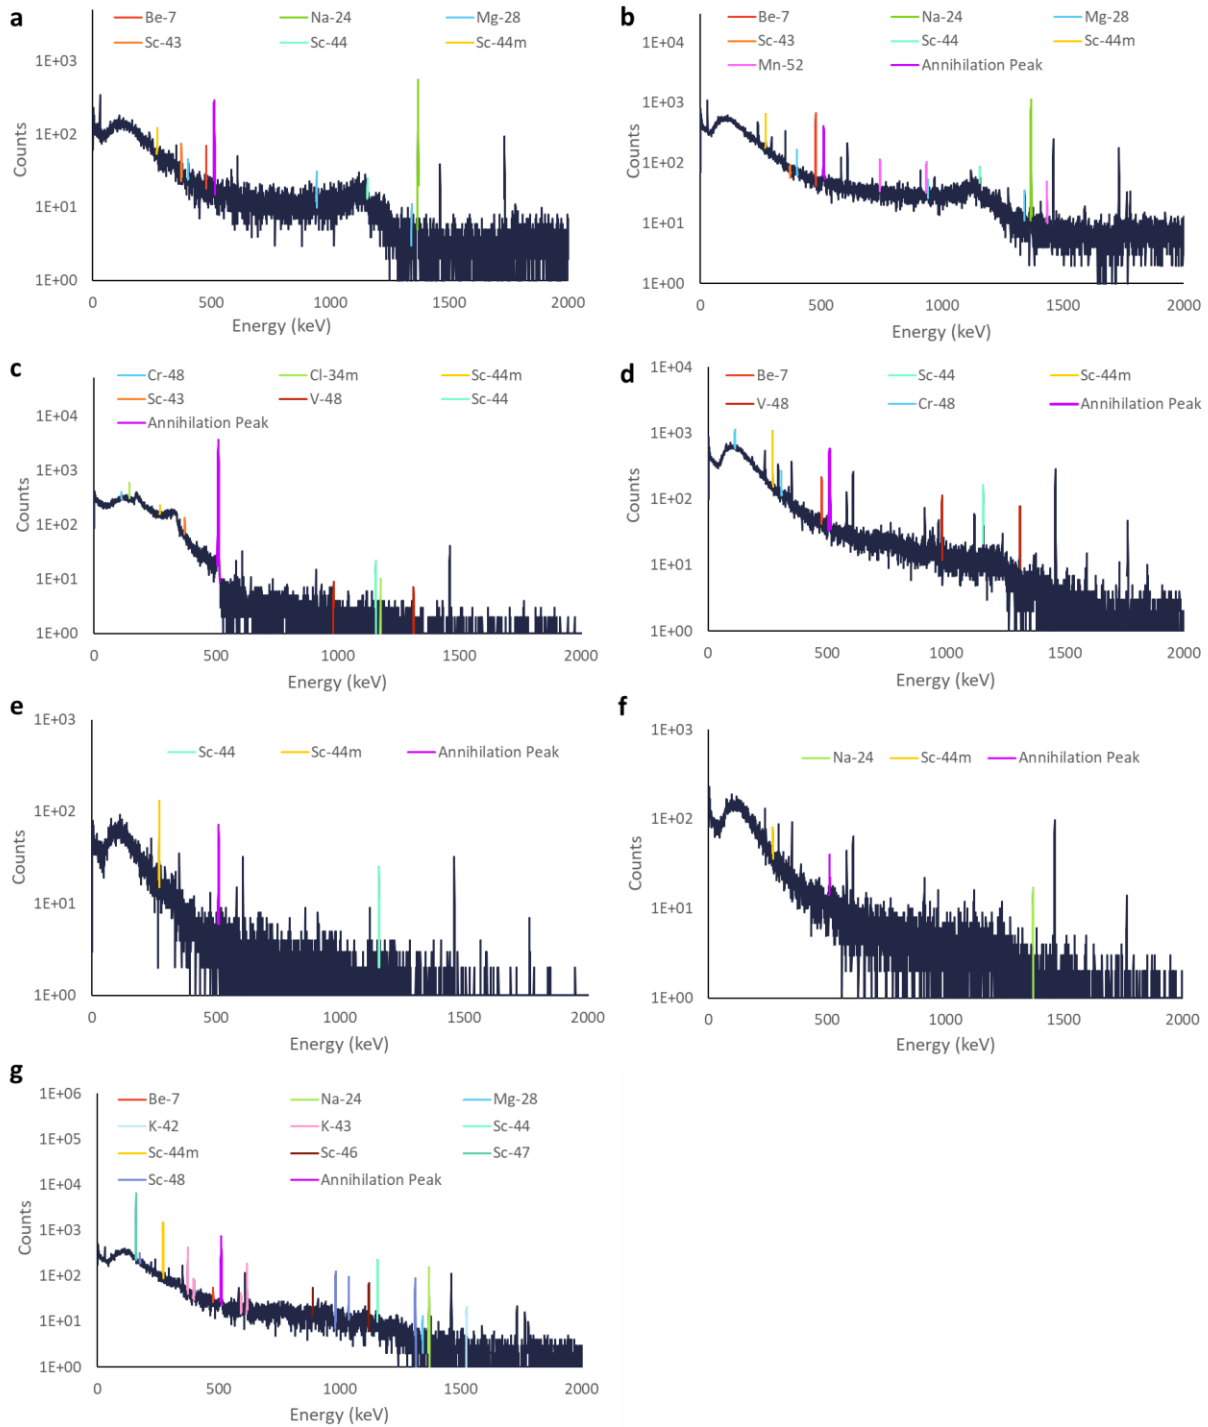 a
Be-7 Na-24 Mg-28
Sc-43 Sc-44 Sc-44m
1E+03
1E+02
1E+01
1E+00
Counts
0 500 1000 1500 2000
Energy (keV)
b
Be-7 Na-24 Mg-28
Sc-43 Sc-44 Sc-44m
Mn-52 Annihilation Peak
1E+04
1E+03
1E+02
1E+01
1E+00
Counts
0 500 1000 1500 2000
Energy (keV)
c
Cr-48 Cl-34m Sc-44m
Sc-43 V-48 Sc-44
Annihilation Peak
1E+04
1E+03
1E+02
1E+01
1E+00
Counts
0 500 1000 1500 2000
Energy (keV)
d
Be-7 Sc-44 Sc-44m
V-48 Cr-48 Annihilation Peak
1E+04
1E+03
1E+02
1E+01
1E+00
Counts
0 500 1000 1500 2000
Energy (keV)
e
Sc-44 Sc-44m Annihilation Peak
1E+03
1E+02
1E+01
1E+00
Counts
0 500 1000 1500 2000
Energy (keV)
f
Na-24 Sc-44m Annihilation Peak
1E+03
1E+02
1E+01
1E+00
Counts
0 500 1000 1500 2000
Energy (keV)
g
Be-7 Na-24 Mg-28
K-42 K-43 Sc-44
Sc-44m Sc-46 Sc-47
Sc-48 Annihilation Peak
1E+06
1E+05
1E+04
1E+03
1E+02
1E+01
1E+00
Counts
0 500 1000 1500 2000
Energy (keV)